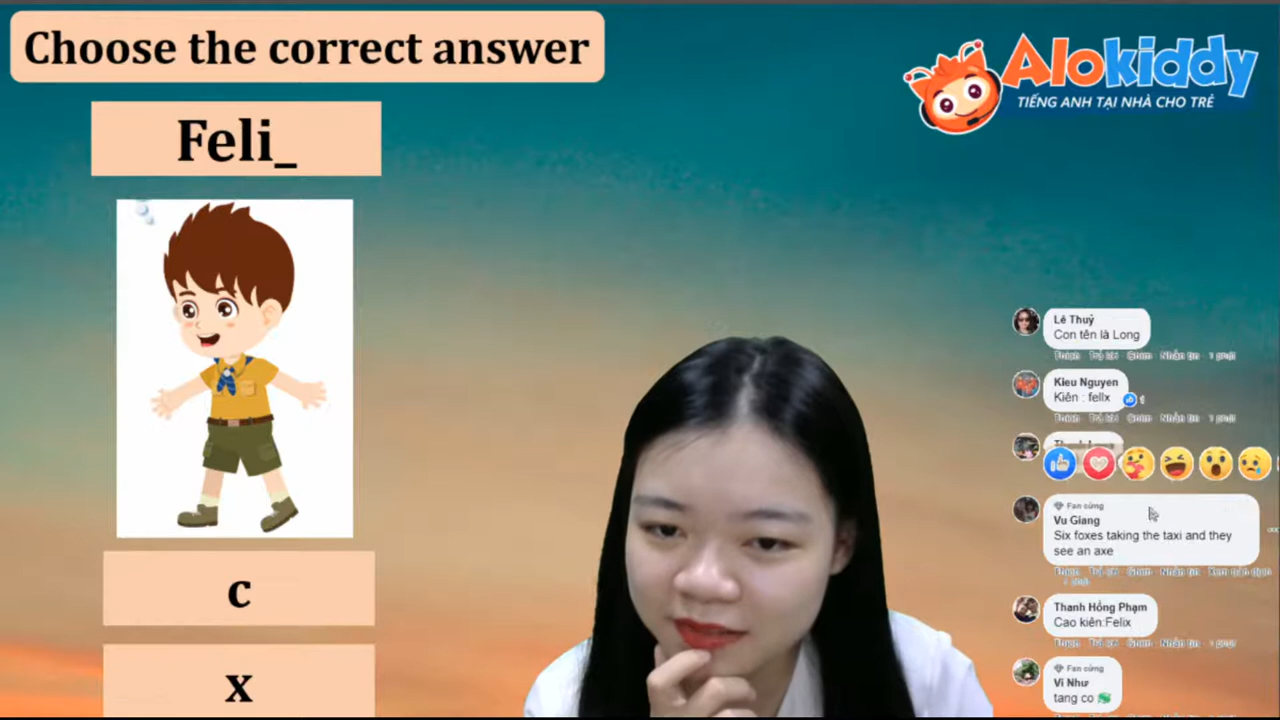 Choose the correct answer
Feli_
c
x
Alokiddy
TIẾNG ANH TẠI NHÀ CHO TRẺ
Lê Thuỷ
Con tên là Long
Kieu Nguyen
Kiên : felix
1
Fan cứng
Vu Giang
Six foxes taking the taxi and they
see an axe
Thanh Hồng Phạm
Cao kiên:Felix
Fan cứng
Vi Như
tang co